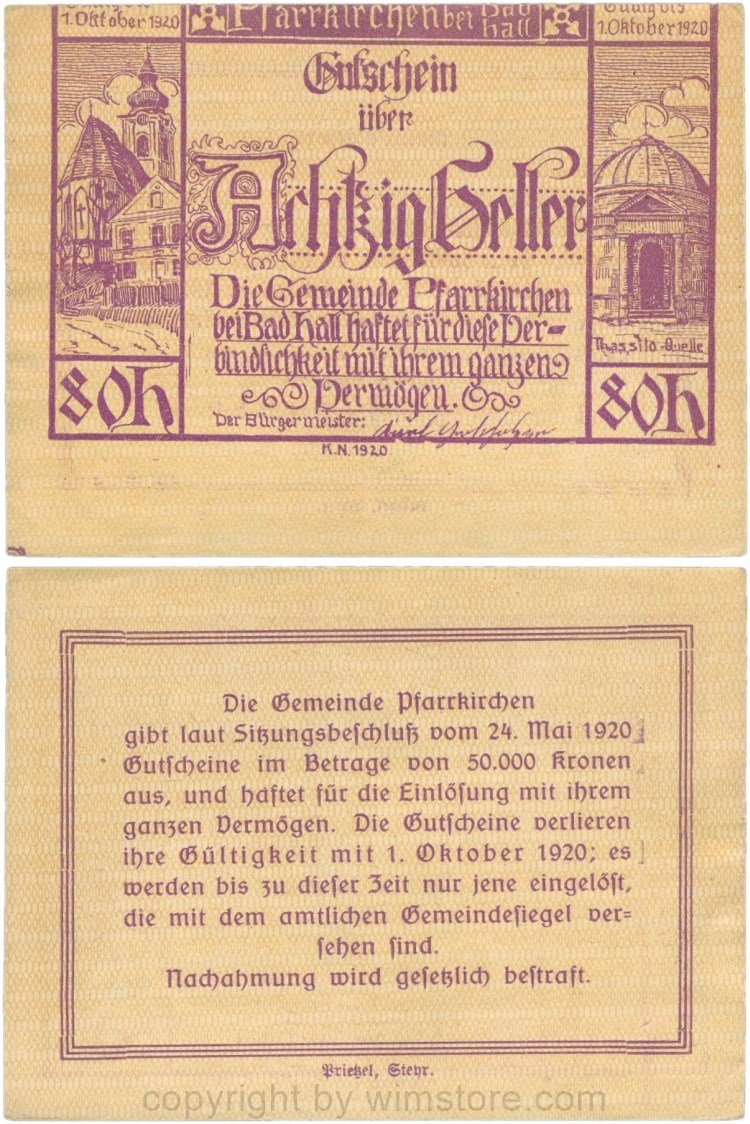 1.Oktober 1920
Pfarrkirchen bei Bad Hall
Gültig bis
1.Oktober 1920
Gutschein
über
Achtzig Heller
Die Gemeinde Pfarrkirchen
bei Bad Hall haftet für diese Ver=
bindlichkeit mit ihrem ganzen
Vermögen.
Der Bürgermeister:
Thassilo-Quelle
80h
80h
K.N.1920
Die Gemeinde Pfarrkirchen
gibt laut Sitzungsbeschluß vom 24. Mai 1920
Gutscheine im Betrage von 50.000 Kronen
aus, und haftet für die Einlösung mit ihrem
ganzen Vermögen. Die Gutscheine verlieren
ihre Gültigkeit mit 1. Oktober 1920; es
werden bis zu dieser Zeit nur jene eingelöst,
die mit dem amtlichen Gemeindesiegel ver=
sehen sind.
Nachahmung wird gesetzlich bestraft.
Prietzel, Steyr.
copyright by wimstore.com